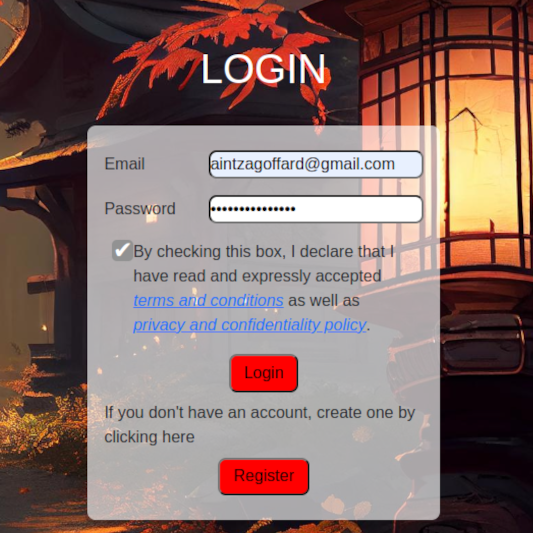 LOGIN
Email aintzagoffard@gmail.com
Password •••••••••••••••
By checking this box, I declare that I
have read and expressly accepted
terms and conditions as well as
privacy and confidentiality policy.
Login
If you don't have an account, create one by
clicking here
Register